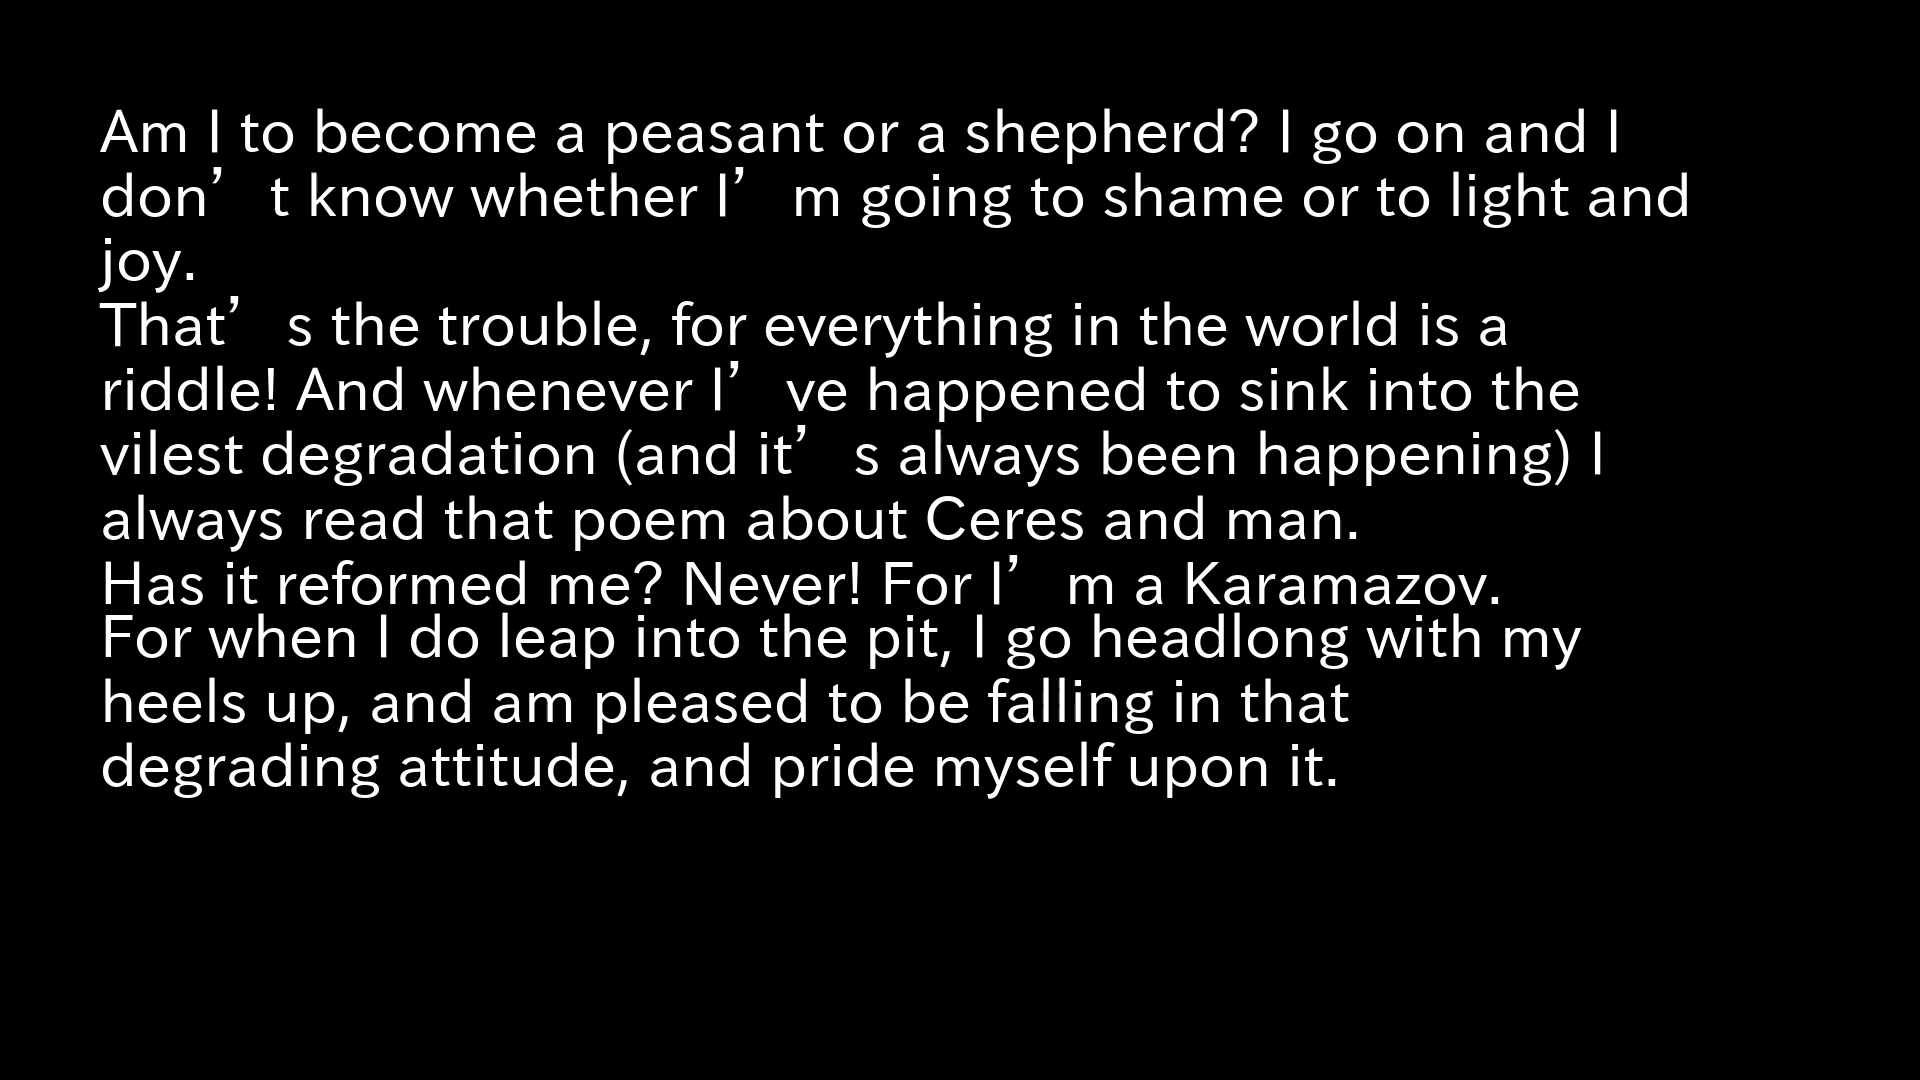 Am I to become a peasant or a shepherd? I go on and I
don’t know whether I’m going to shame or to light and
joy.
That’s the trouble, for everything in the world is a
riddle! And whenever I’ve happened to sink into the
vilest degradation (and it’s always been happening) I
always read that poem about Ceres and man.
Has it reformed me? Never! For I’m a Karamazov.
For when I do leap into the pit, I go headlong with my
heels up, and am pleased to be falling in that
degrading attitude, and pride myself upon it.